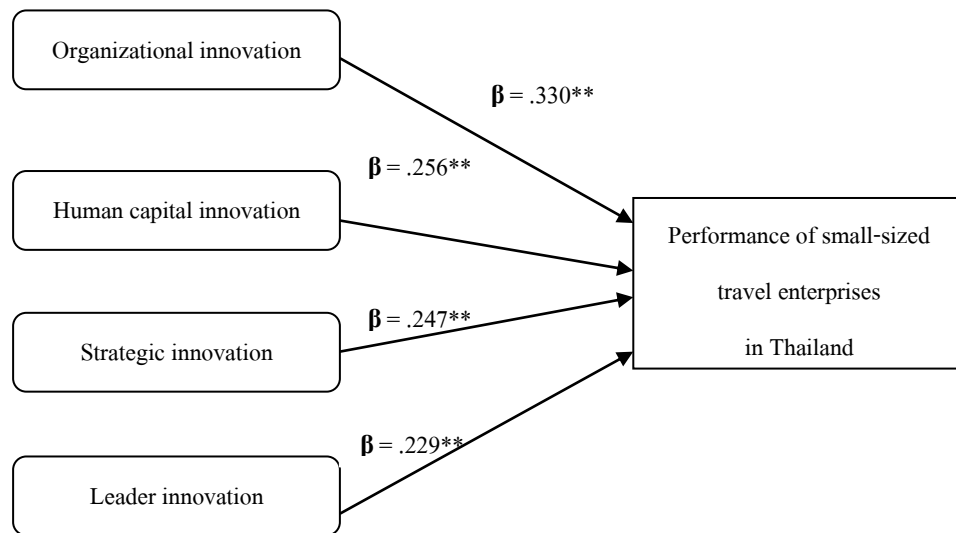 Organizational innovation
β = .330**
β = .256**
Human capital innovation
Performance of small-sized
travel enterprises
in Thailand
β = .247**
Strategic innovation
β = .229**
Leader innovation